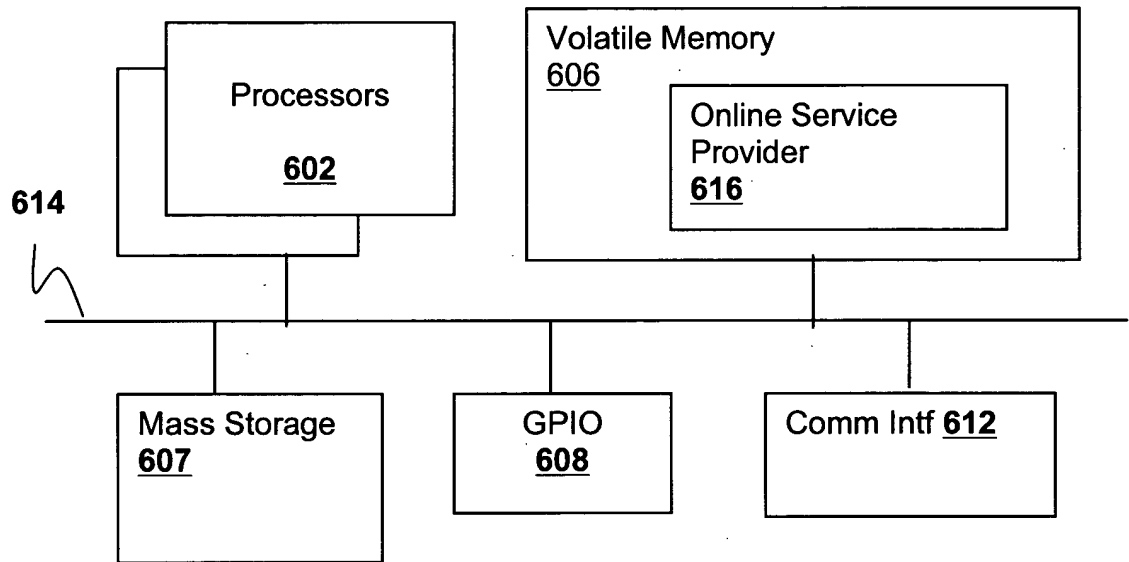 Processors
602
Volatile Memory
606
Online Service
Provider
616
614
Mass Storage
607
GPIO
608
Comm Intf 612